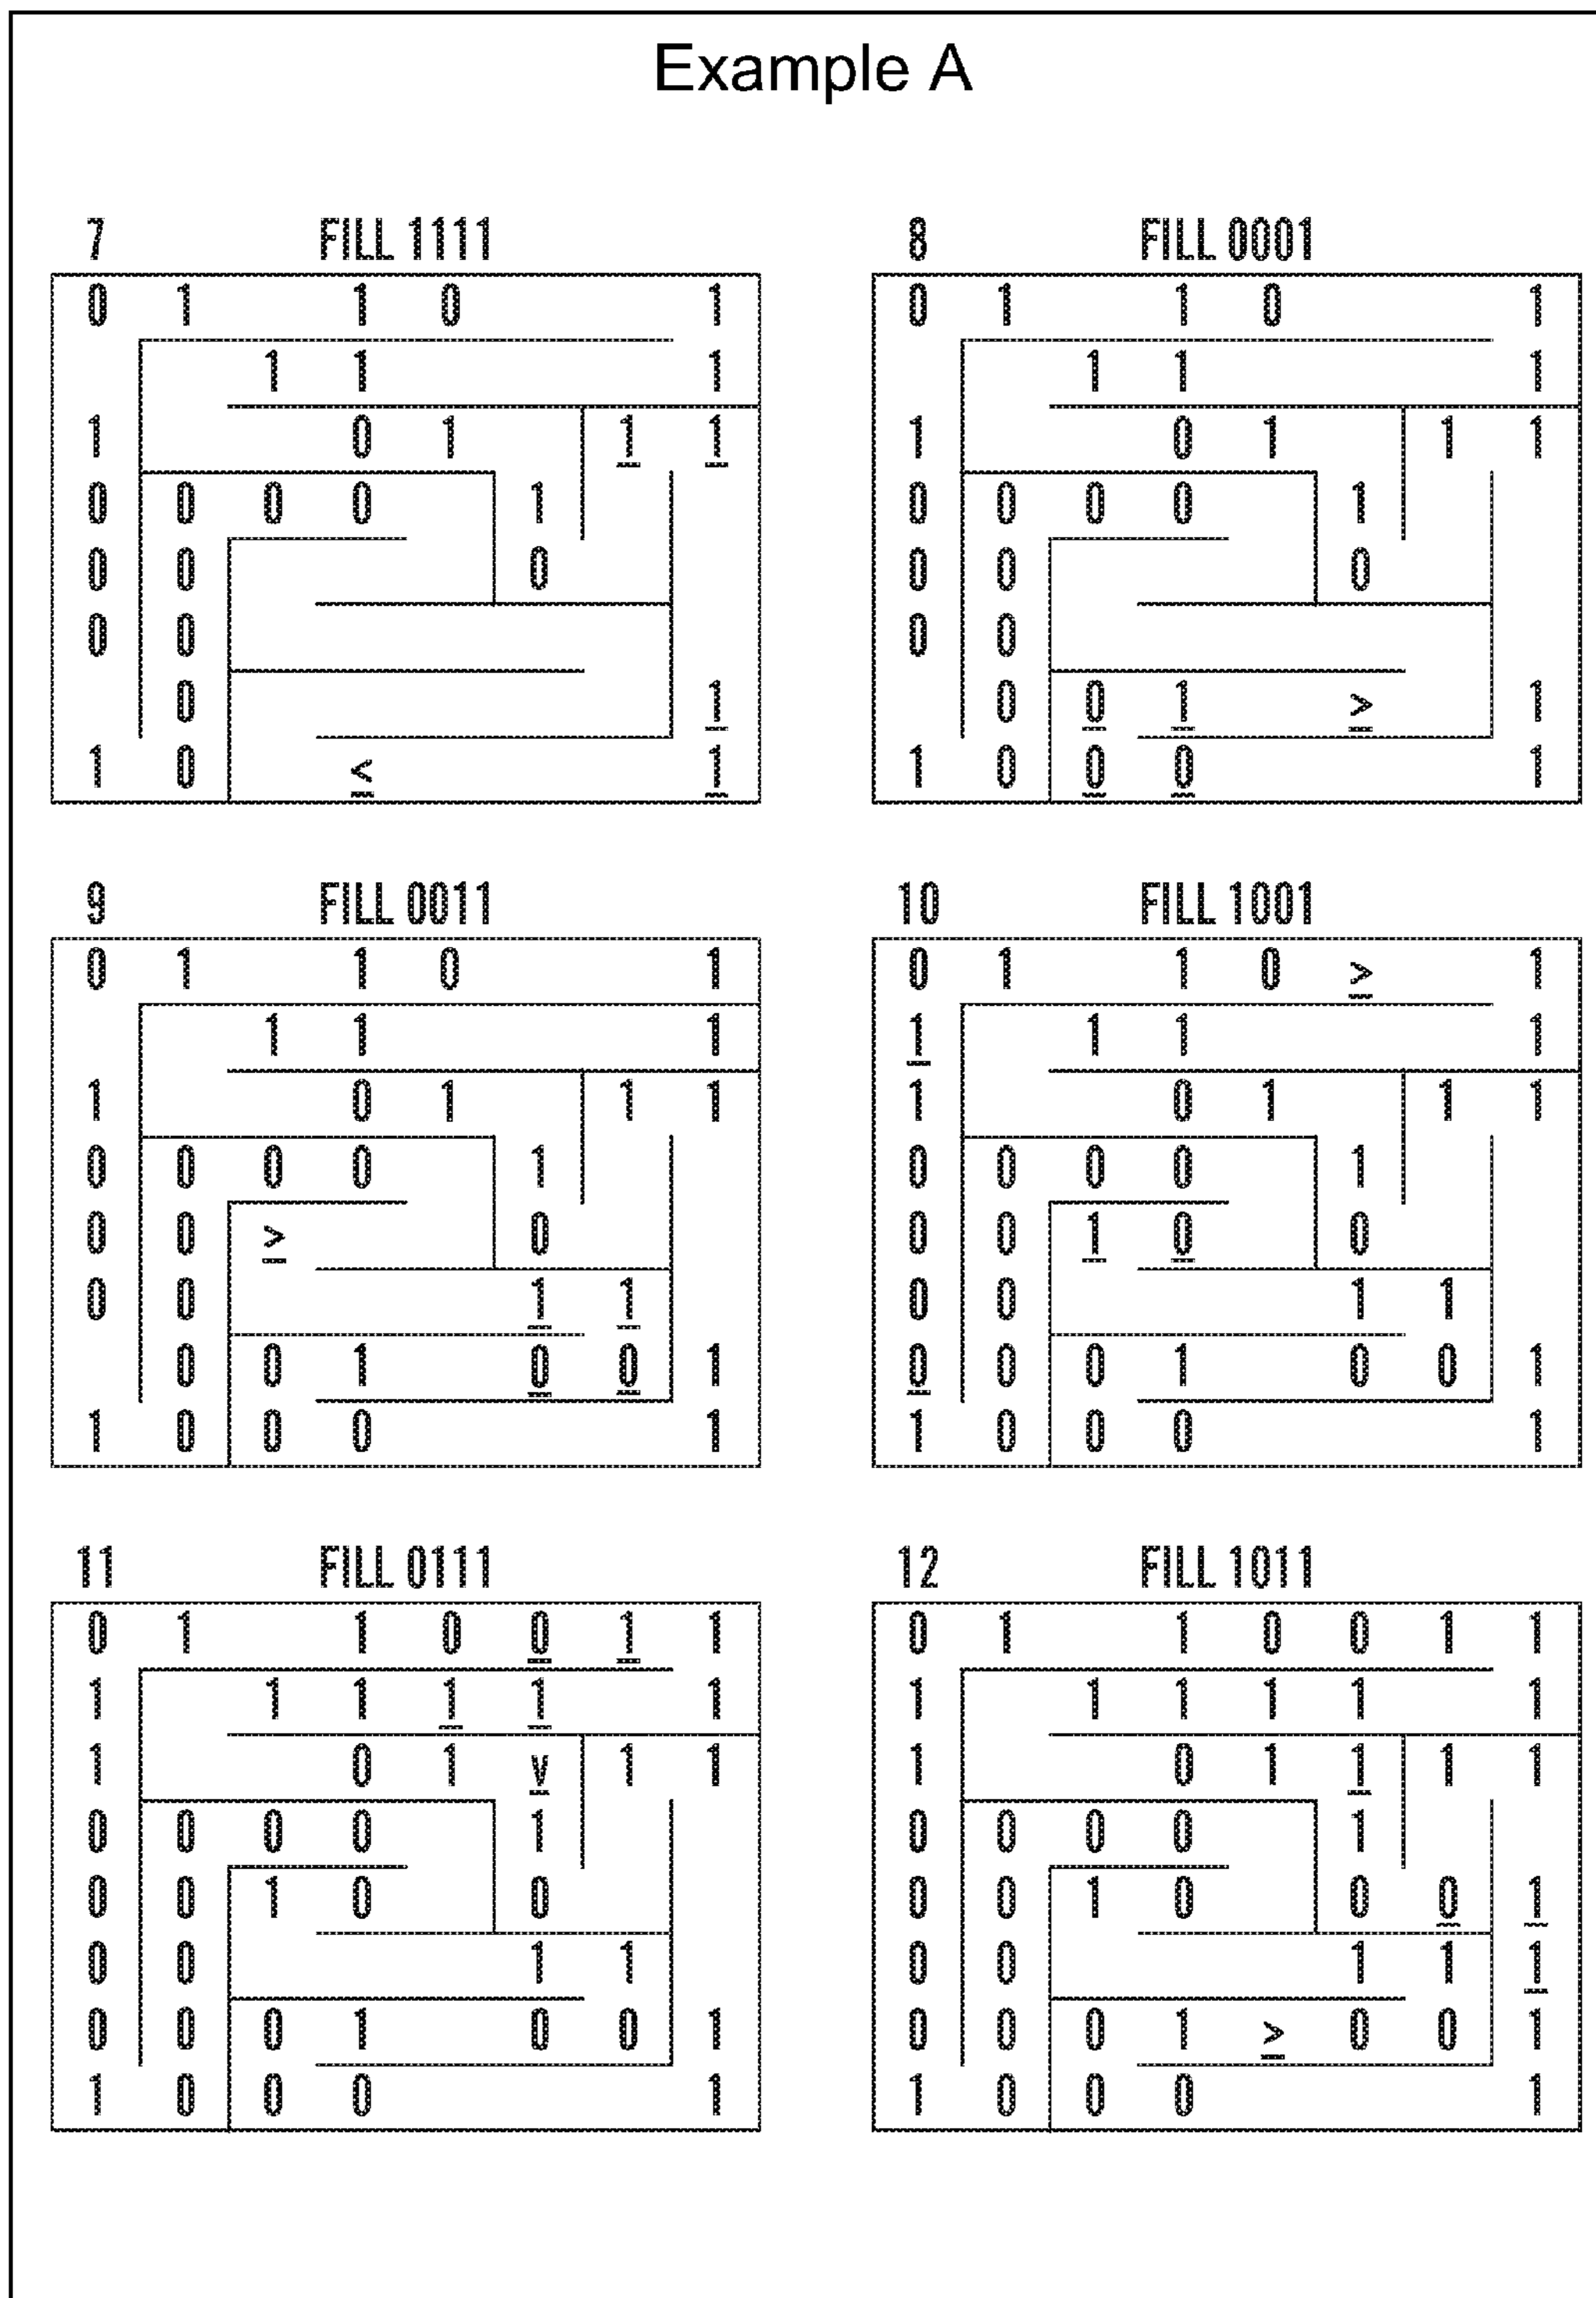 Example A
7 FILL 1111 8 FILL 0001
0 1 1 0 1 0 1 1 0 1
1 1 1 1 1 1
1 0 1 1 1 1 0 1 1 1
0 0 0 0 1 0 0 0 0 1
0 0 0 0 0 0
0 0 0 0
0 1 0 0 1 > 1
1 0 < 1 1 0 0 0 1
9 FILL 0011 10 FILL 1001
0 1 1 0 1 0 1 1 0 > 1
1 1 1 1 1 1 1
1 0 1 1 1 1 0 1 1 1
0 0 0 0 1 0 0 0 0 1
0 0 > 0 0 0 1 0 0
0 0 1 1 0 0 1 1
0 0 1 0 0 1 0 0 0 1 0 0 1
1 0 0 0 1 1 0 0 0 1
11 FILL 0111 12 FILL 1011
0 1 1 0 0 1 1 0 1 1 0 0 1 1
1 1 1 1 1 1 1 1 1 1 1 1
1 0 1 v 1 1 1 0 1 1 1 1
0 0 0 0 1 0 0 0 0 1
0 0 1 0 0 0 0 1 0 0 0 1
0 0 1 1 0 0 1 1 1
0 0 0 1 0 0 1 0 0 0 1 > 0 0 1
1 0 0 0 1 1 0 0 0 1